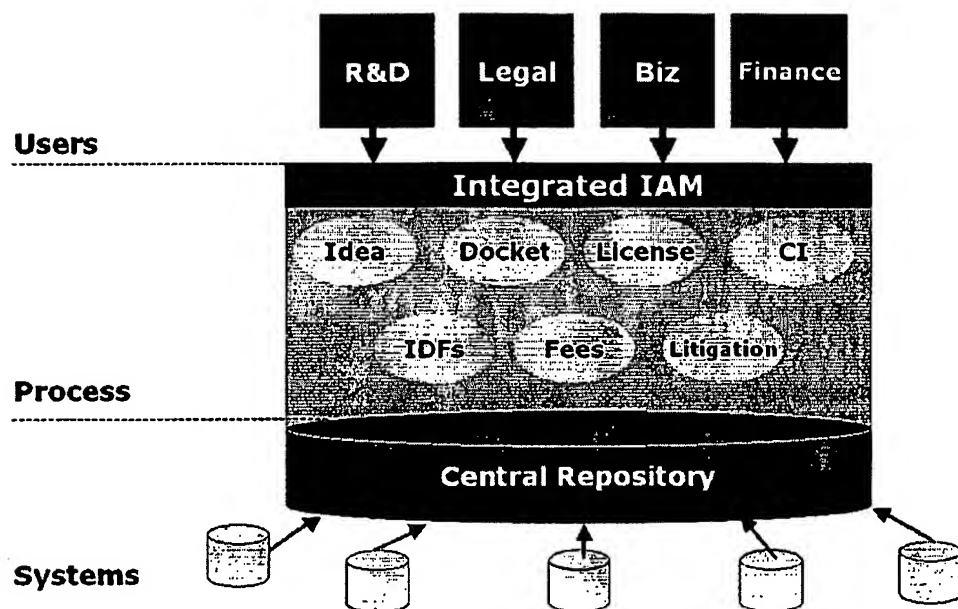 R&D Legal Biz Finance
Users
Integrated IAM
Idea Docket License CI
IDFs Fees Litigation
Process
Central Repository
Systems